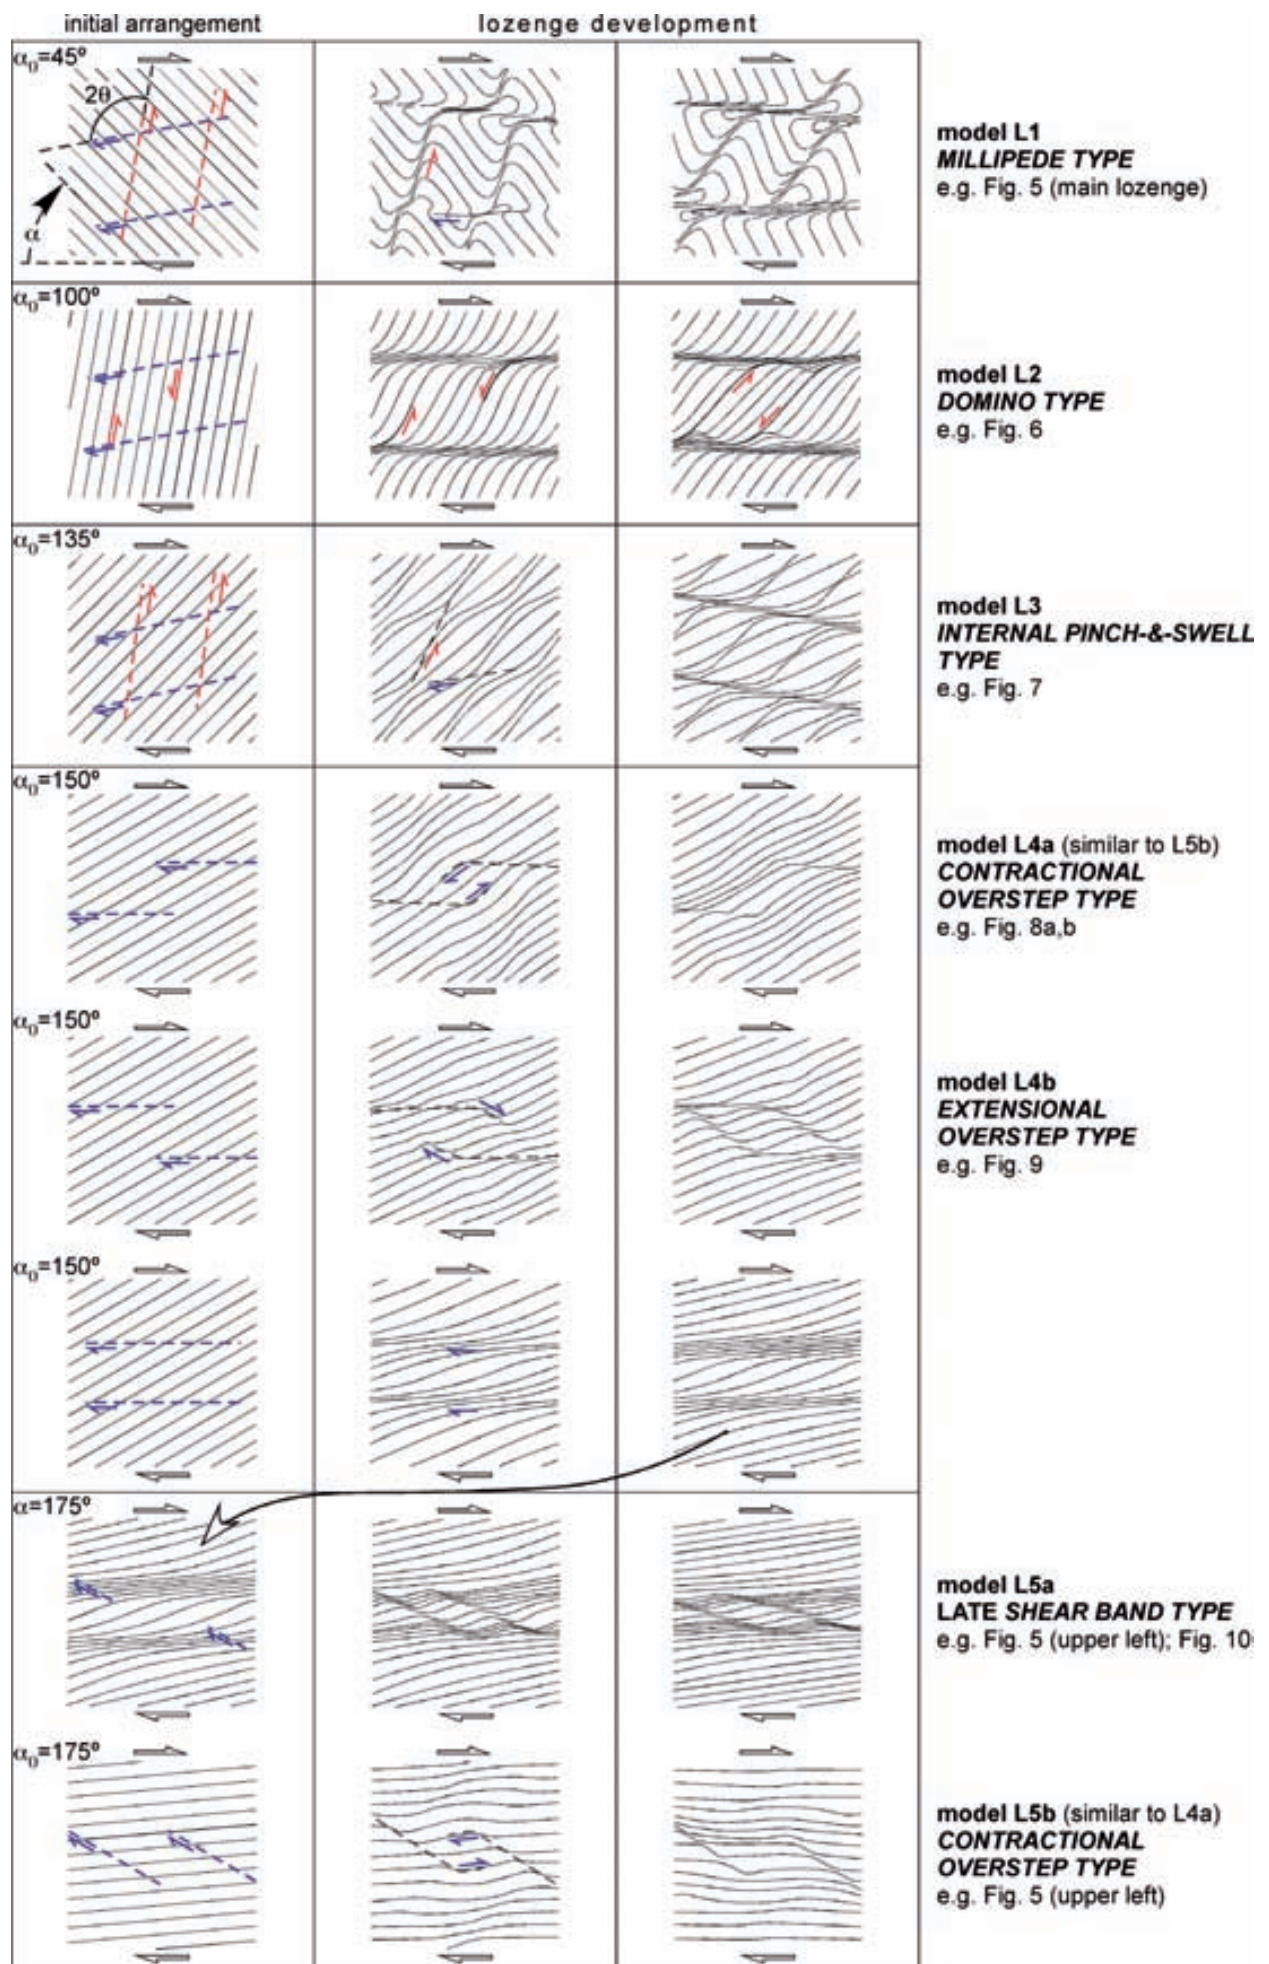 initial arrangement
lozenge development
α₀=45º
2θ
α
model L1
MILLIPEDE TYPE
e.g. Fig. 5 (main lozenge)
α₀=100º
model L2
DOMINO TYPE
e.g. Fig. 6
α₀=135º
model L3
INTERNAL PINCH-&-SWELL
TYPE
e.g. Fig. 7
α₀=150º
model L4a (similar to L5b)
CONTRACTIONAL
OVERSTEP TYPE
e.g. Fig. 8a,b
α₀=150º
model L4b
EXTENSIONAL
OVERSTEP TYPE
e.g. Fig. 9
α₀=150º
α=175º
model L5a
LATE SHEAR BAND TYPE
e.g. Fig. 5 (upper left); Fig. 10
α₀=175º
model L5b (similar to L4a)
CONTRACTIONAL
OVERSTEP TYPE
e.g. Fig. 5 (upper left)